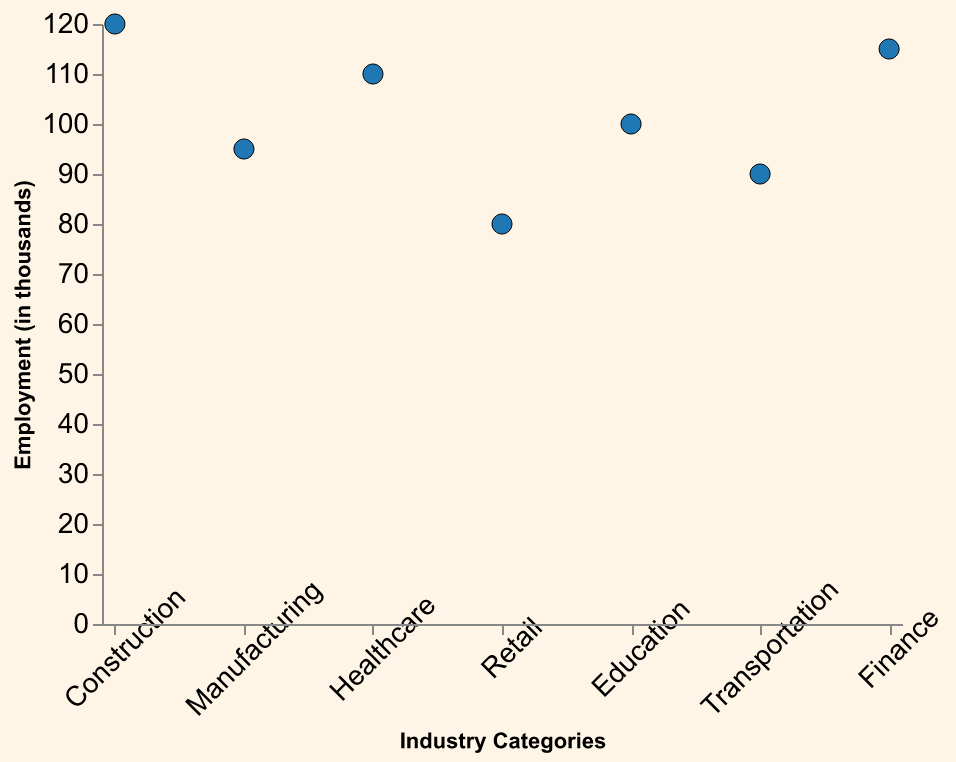 Employment (in thousands)
120
110
100
90
80
70
60
50
40
30
20
10
0
Construction
Manufacturing
Healthcare
Retail
Education
Transportation
Finance
Industry Categories